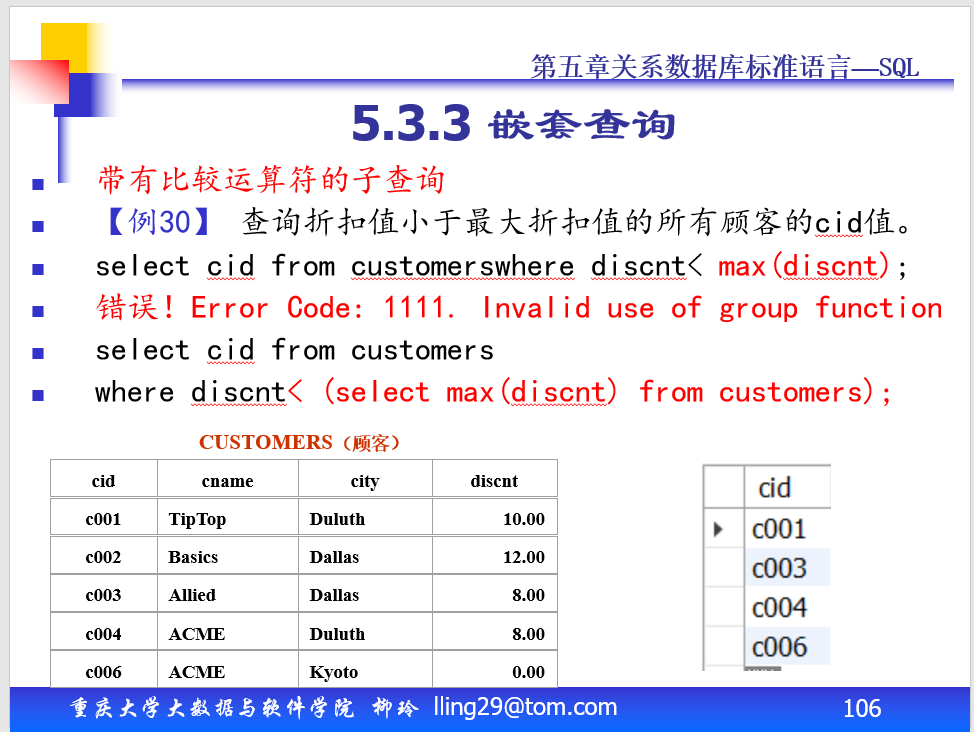 第五章关系数据库标准语言—SQL
5.3.3 嵌套查询
带有比较运算符的子查询
【例30】 查询折扣值小于最大折扣值的所有顾客的cid值。
select cid from customerswhere discnt< max(discnt);
错误! Error Code: 1111. Invalid use of group function
select cid from customers
where discnt< (select max(discnt) from customers);
CUSTOMERS（顾客）
cid cname city discnt
c001 TipTop Duluth 10.00
c002 Basics Dallas 12.00
c003 Allied Dallas 8.00
c004 ACME Duluth 8.00
c006 ACME Kyoto 0.00
cid
c001
c003
c004
c006
重庆大学大数据与软件学院 柳玲 lling29@tom.com 106